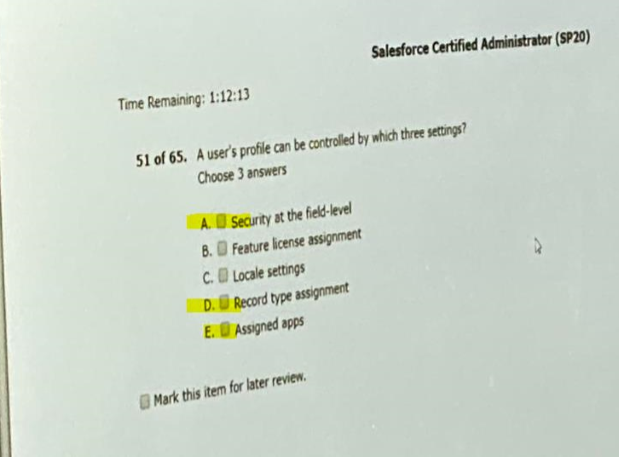 Salesforce Certified Administrator (SP20)
Time Remaining: 1:12:13
51 of 65. A user's profile can be controlled by which three settings?
Choose 3 answers
A. Security at the field-level
B. Feature license assignment
C. Locale settings
D. Record type assignment
E. Assigned apps
Mark this item for later review.